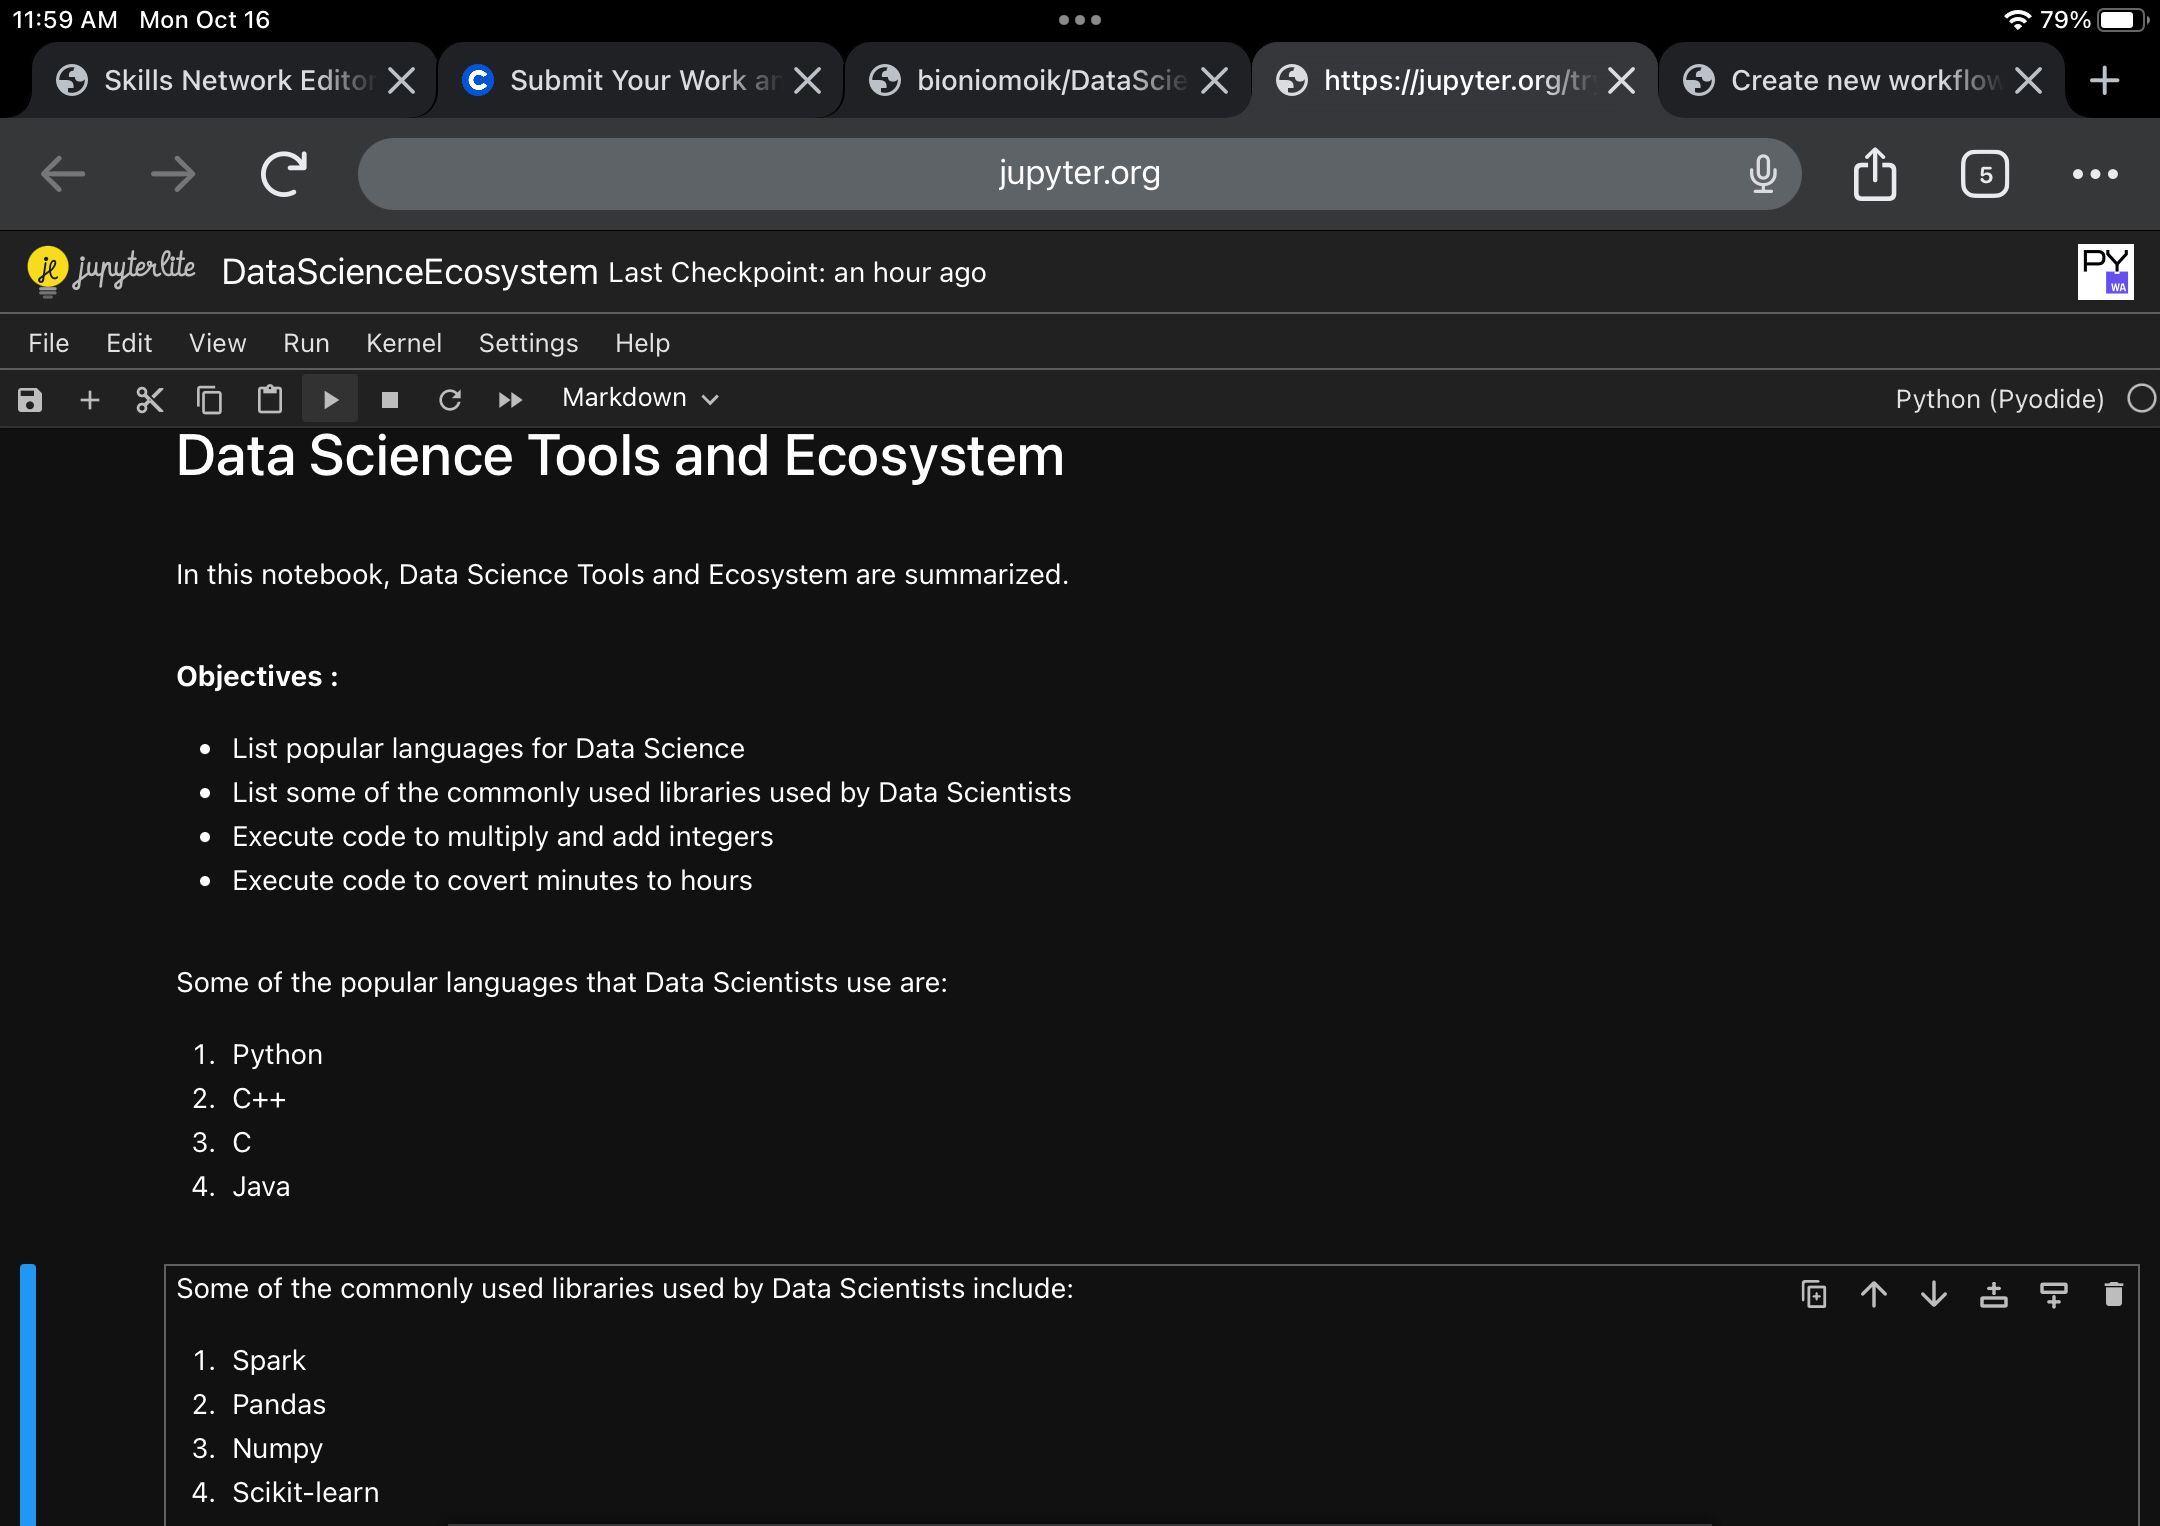 11:59 AM Mon Oct 16 79%
Skills Network Editor Submit Your Work an bioniomoik/DataScie https://jupyter.org/tr Create new workflow
jupyter.org 5
jupyterlite DataScienceEcosystem Last Checkpoint: an hour ago PY WA
File Edit View Run Kernel Settings Help
Markdown Python (Pyodide)
Data Science Tools and Ecosystem
In this notebook, Data Science Tools and Ecosystem are summarized.
Objectives :
• List popular languages for Data Science
• List some of the commonly used libraries used by Data Scientists
• Execute code to multiply and add integers
• Execute code to covert minutes to hours
Some of the popular languages that Data Scientists use are:
1. Python
2. C++
3. C
4. Java
Some of the commonly used libraries used by Data Scientists include:
1. Spark
2. Pandas
3. Numpy
4. Scikit-learn